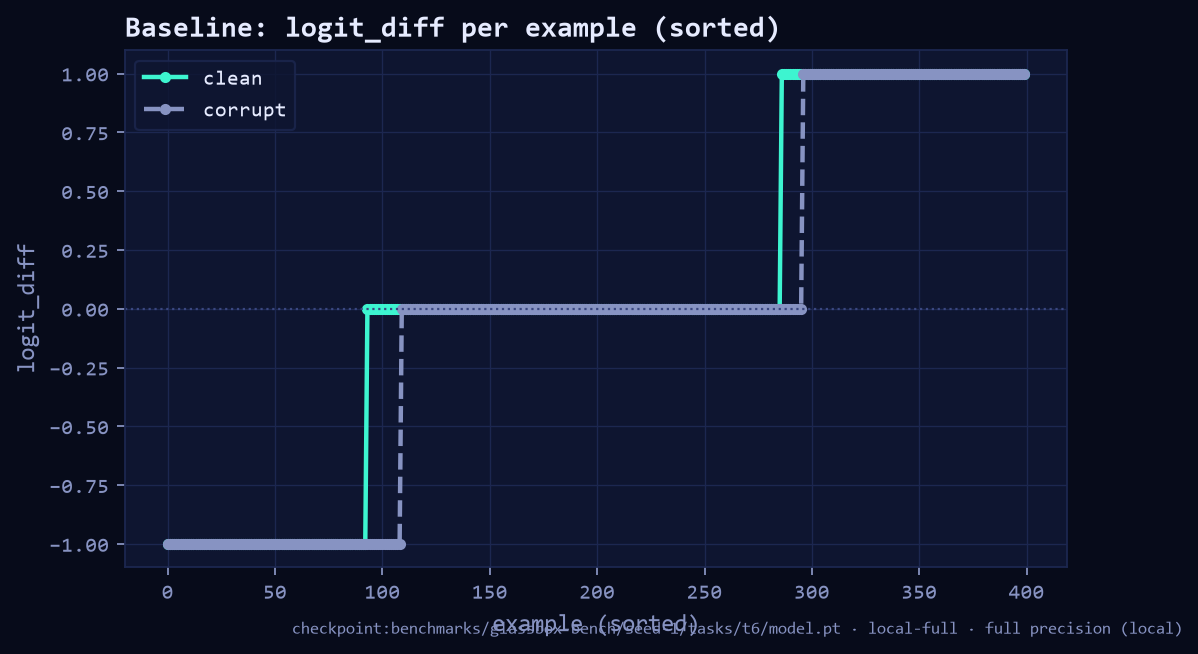 Baseline: logit_diff per example (sorted)
clean
corrupt
1.00
0.75
0.50
0.25
0.00
−0.25
−0.50
−0.75
−1.00
logit_diff
0 50 100 150 200 250 300 350 400
example (sorted)
checkpoint:benchmarks/glassbox-bench/seed-1/tasks/t6/model.pt · local-full · full precision (local)